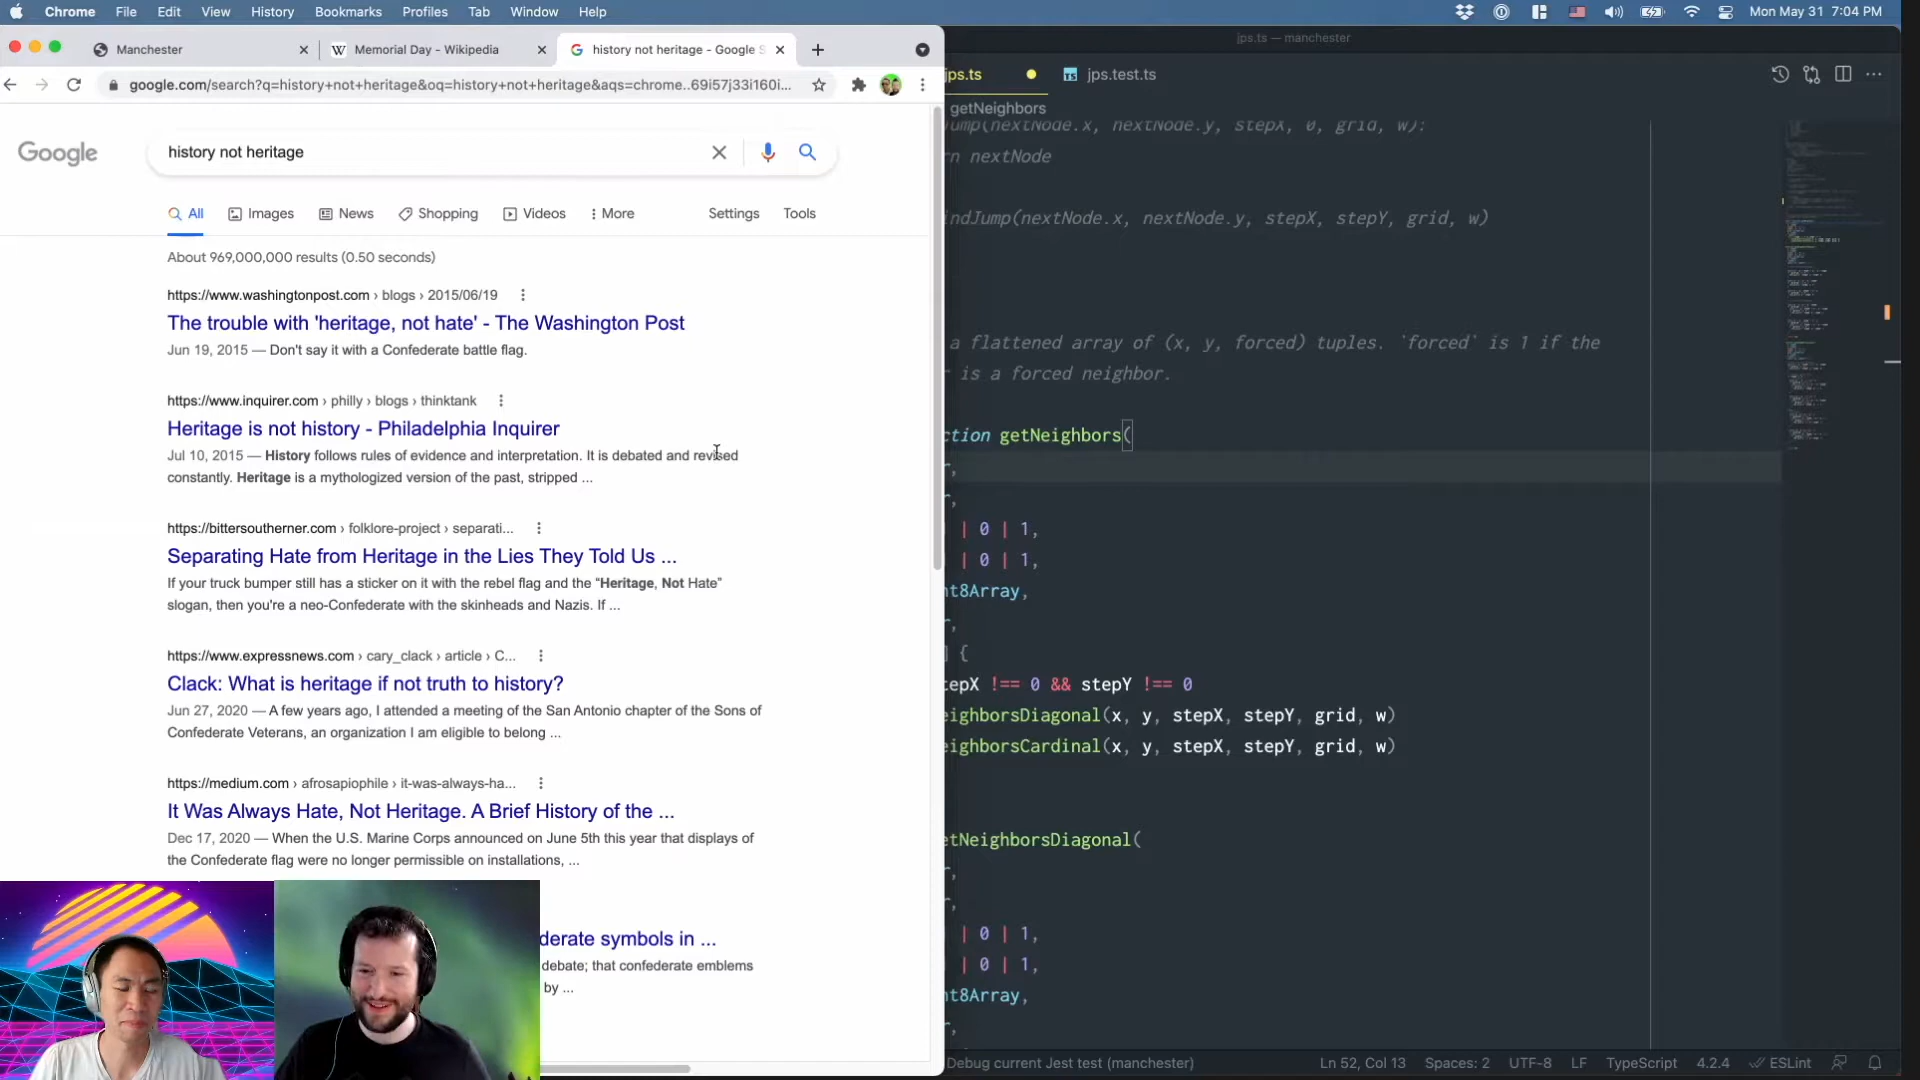 Chrome File Edit View History Bookmarks Profiles Tab Window Help Mon May 31 7:04 PM
Manchester
Memorial Day - Wikipedia
history not heritage - Google S
google.com/search?q=history+not+heritage&oq=history+not+heritage&aqs=chrome..69i57j33i160i...
Google
history not heritage
All Images News Shopping Videos More Settings Tools
About 969,000,000 results (0.50 seconds)
https://www.washingtonpost.com › blogs › 2015/06/19
The trouble with 'heritage, not hate' - The Washington Post
Jun 19, 2015 — Don't say it with a Confederate battle flag.
https://www.inquirer.com › philly › blogs › thinktank
Heritage is not history - Philadelphia Inquirer
Jul 10, 2015 — History follows rules of evidence and interpretation. It is debated and revised
constantly. Heritage is a mythologized version of the past, stripped ...
https://bittersoutherner.com › folklore-project › separati...
Separating Hate from Heritage in the Lies They Told Us ...
If your truck bumper still has a sticker on it with the rebel flag and the “Heritage, Not Hate”
slogan, then you're a neo-Confederate with the skinheads and Nazis. If ...
https://www.expressnews.com › cary_clack › article › C...
Clack: What is heritage if not truth to history?
Jun 27, 2020 — A few years ago, I attended a meeting of the San Antonio chapter of the Sons of
Confederate Veterans, an organization I am eligible to belong ...
https://medium.com › afrosapiophile › it-was-always-ha...
It Was Always Hate, Not Heritage. A Brief History of the ...
Dec 17, 2020 — When the U.S. Marine Corps announced on June 5th this year that displays of
the Confederate flag were no longer permissible on installations, ...
derate symbols in ...
debate; that confederate emblems
by ...
jps.ts — manchester
jps.ts
TS jps.test.ts
getNeighbors
ump(nextNode.x, nextNode.y, stepX, 0, grid, w):
n nextNode
indJump(nextNode.x, nextNode.y, stepX, stepY, grid, w)
a flattened array of (x, y, forced) tuples. `forced` is 1 if the
is a forced neighbor.
ction getNeighbors(
,
,
| 0 | 1,
| 0 | 1,
nt8Array,
,
] {
tepX !== 0 && stepY !== 0
eighborsDiagonal(x, y, stepX, stepY, grid, w)
eighborsCardinal(x, y, stepX, stepY, grid, w)
etNeighborsDiagonal(
,
,
| 0 | 1,
| 0 | 1,
nt8Array,
,
Debug current Jest test (manchester) Ln 52, Col 13 Spaces: 2 UTF-8 LF TypeScript 4.2.4 ESLint